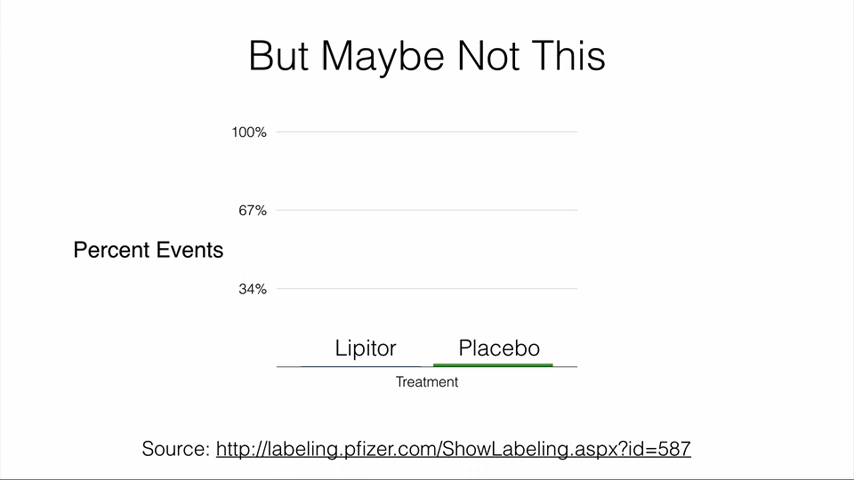 But Maybe Not This
100%
67%
Percent Events
34%
Lipitor Placebo
Treatment
Source: http://labeling.pfizer.com/ShowLabeling.aspx?id=587